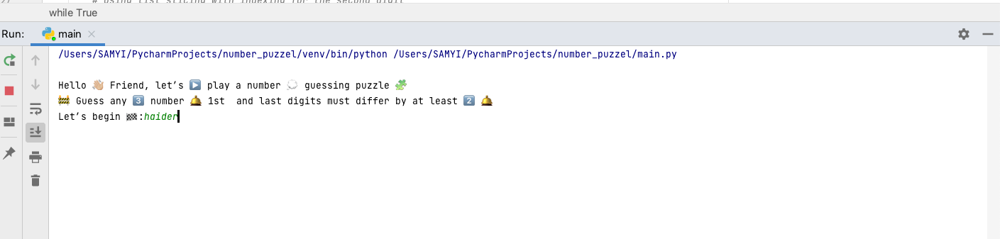 # Using list slicing with indexing for the second digit
while True
Run: main
/Users/SAMYI/PycharmProjects/number_puzzel/venv/bin/python /Users/SAMYI/PycharmProjects/number_puzzel/main.py
Hello 👋🏼 Friend, let’s ▶️ play a number 💭 guessing puzzle 🧩
🚧 Guess any 3️⃣ number 🛎️ 1st  and last digits must differ by at least 2️⃣ 🛎️
Let’s begin 🏁:haider